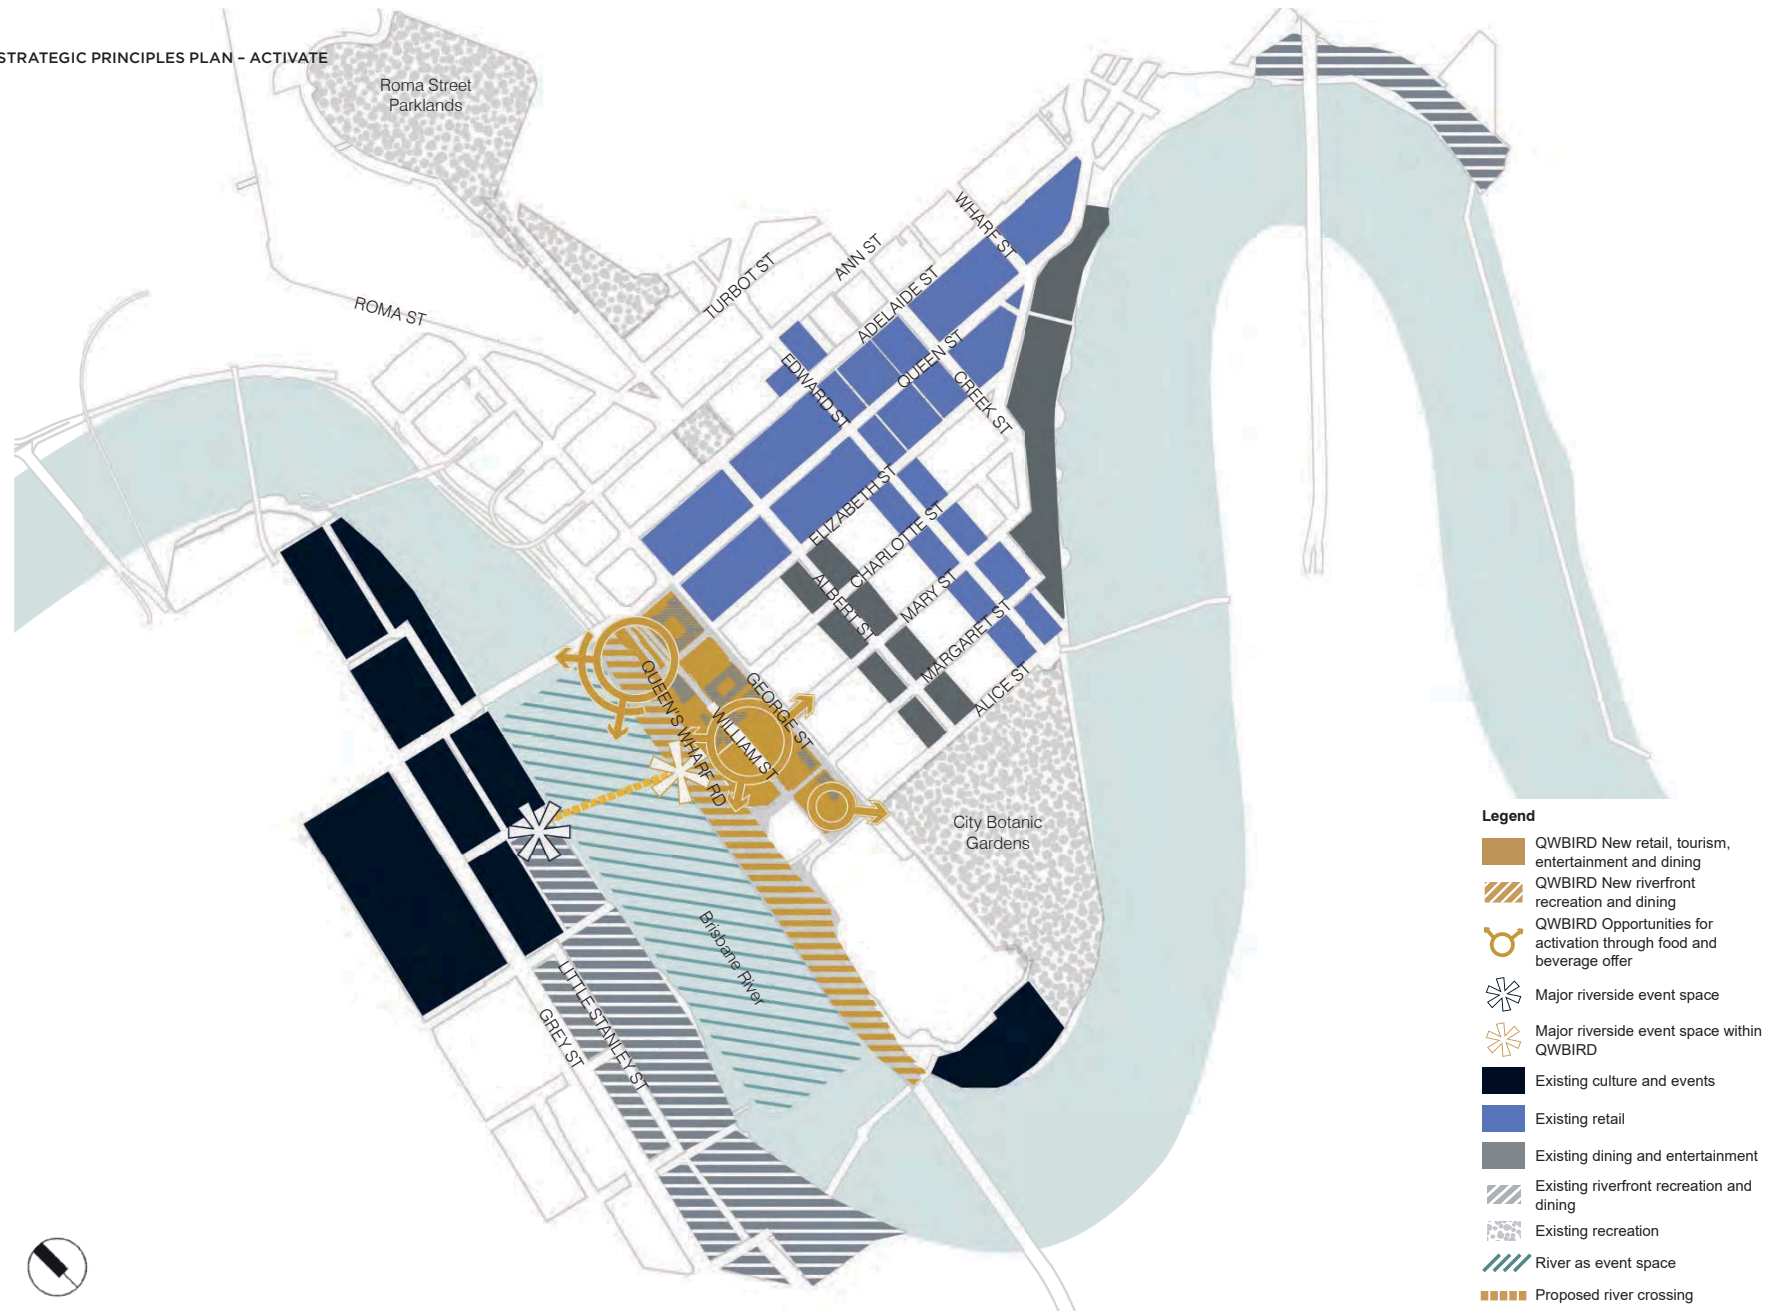 STRATEGIC PRINCIPLES PLAN – ACTIVATE
Roma Street
Parklands
WHARF ST
ANN ST
TURBOT ST
ADELAIDE ST
ROMA ST
QUEEN ST
EDWARD ST
CREEK ST
ELIZABETH ST
CHARLOTTE ST
ALBERT ST
MARY ST
MARGARET ST
ALICE ST
GEORGE ST
QUEEN'S WHARF RD
WILLIAM ST
City Botanic
Gardens
Brisbane River
LITTLE STANLEY ST
GREY ST
Legend
QWBIRD New retail, tourism,
entertainment and dining
QWBIRD New riverfront
recreation and dining
QWBIRD Opportunities for
activation through food and
beverage offer
Major riverside event space
Major riverside event space within
QWBIRD
Existing culture and events
Existing retail
Existing dining and entertainment
Existing riverfront recreation and
dining
Existing recreation
River as event space
Proposed river crossing